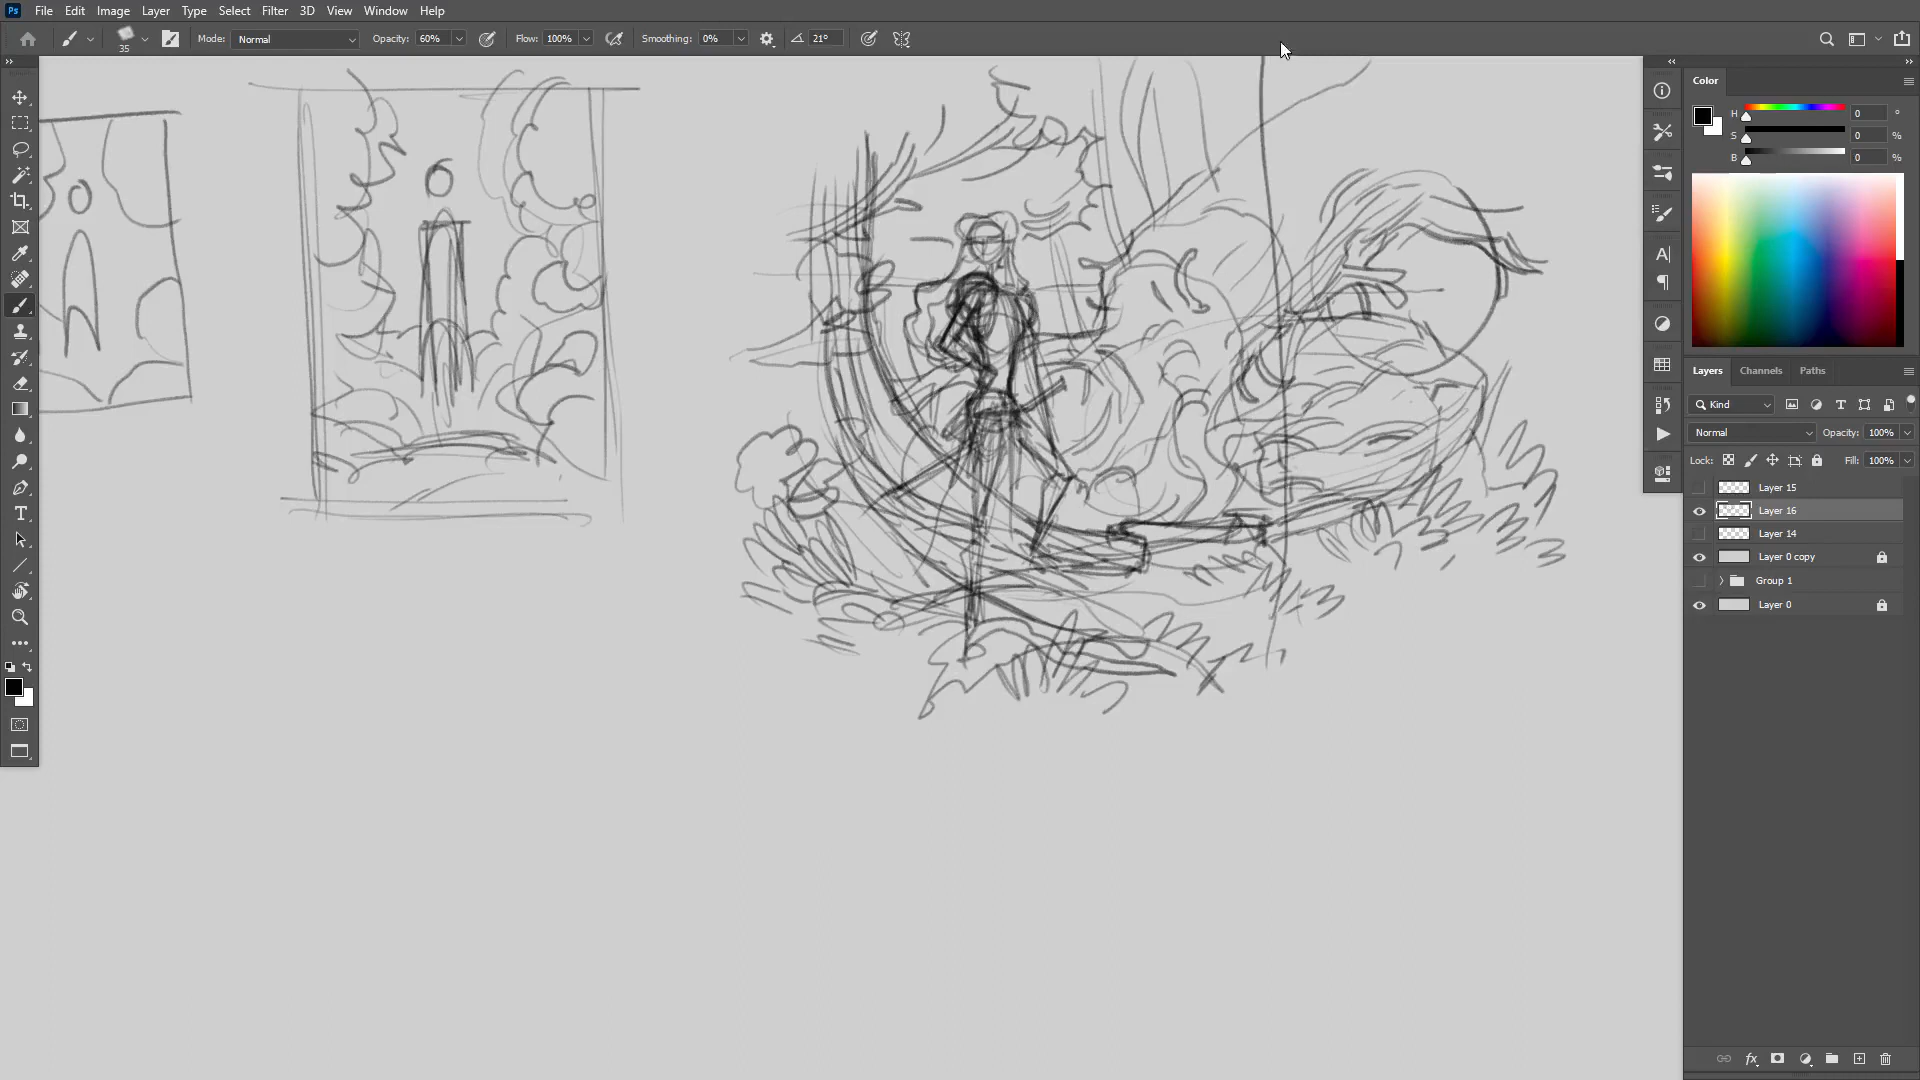 Ps File Edit Image Layer Type Select Filter 3D View Window Help
35 Mode: Normal Opacity: 60% Flow: 100% Smoothing: 0% 21°
Color
H 0 °
S 0 %
B 0 %
Layers Channels Paths
Kind
Normal Opacity: 100%
Lock: Fill: 100%
Layer 15
Layer 16
Layer 14
Layer 0 copy
Group 1
Layer 0